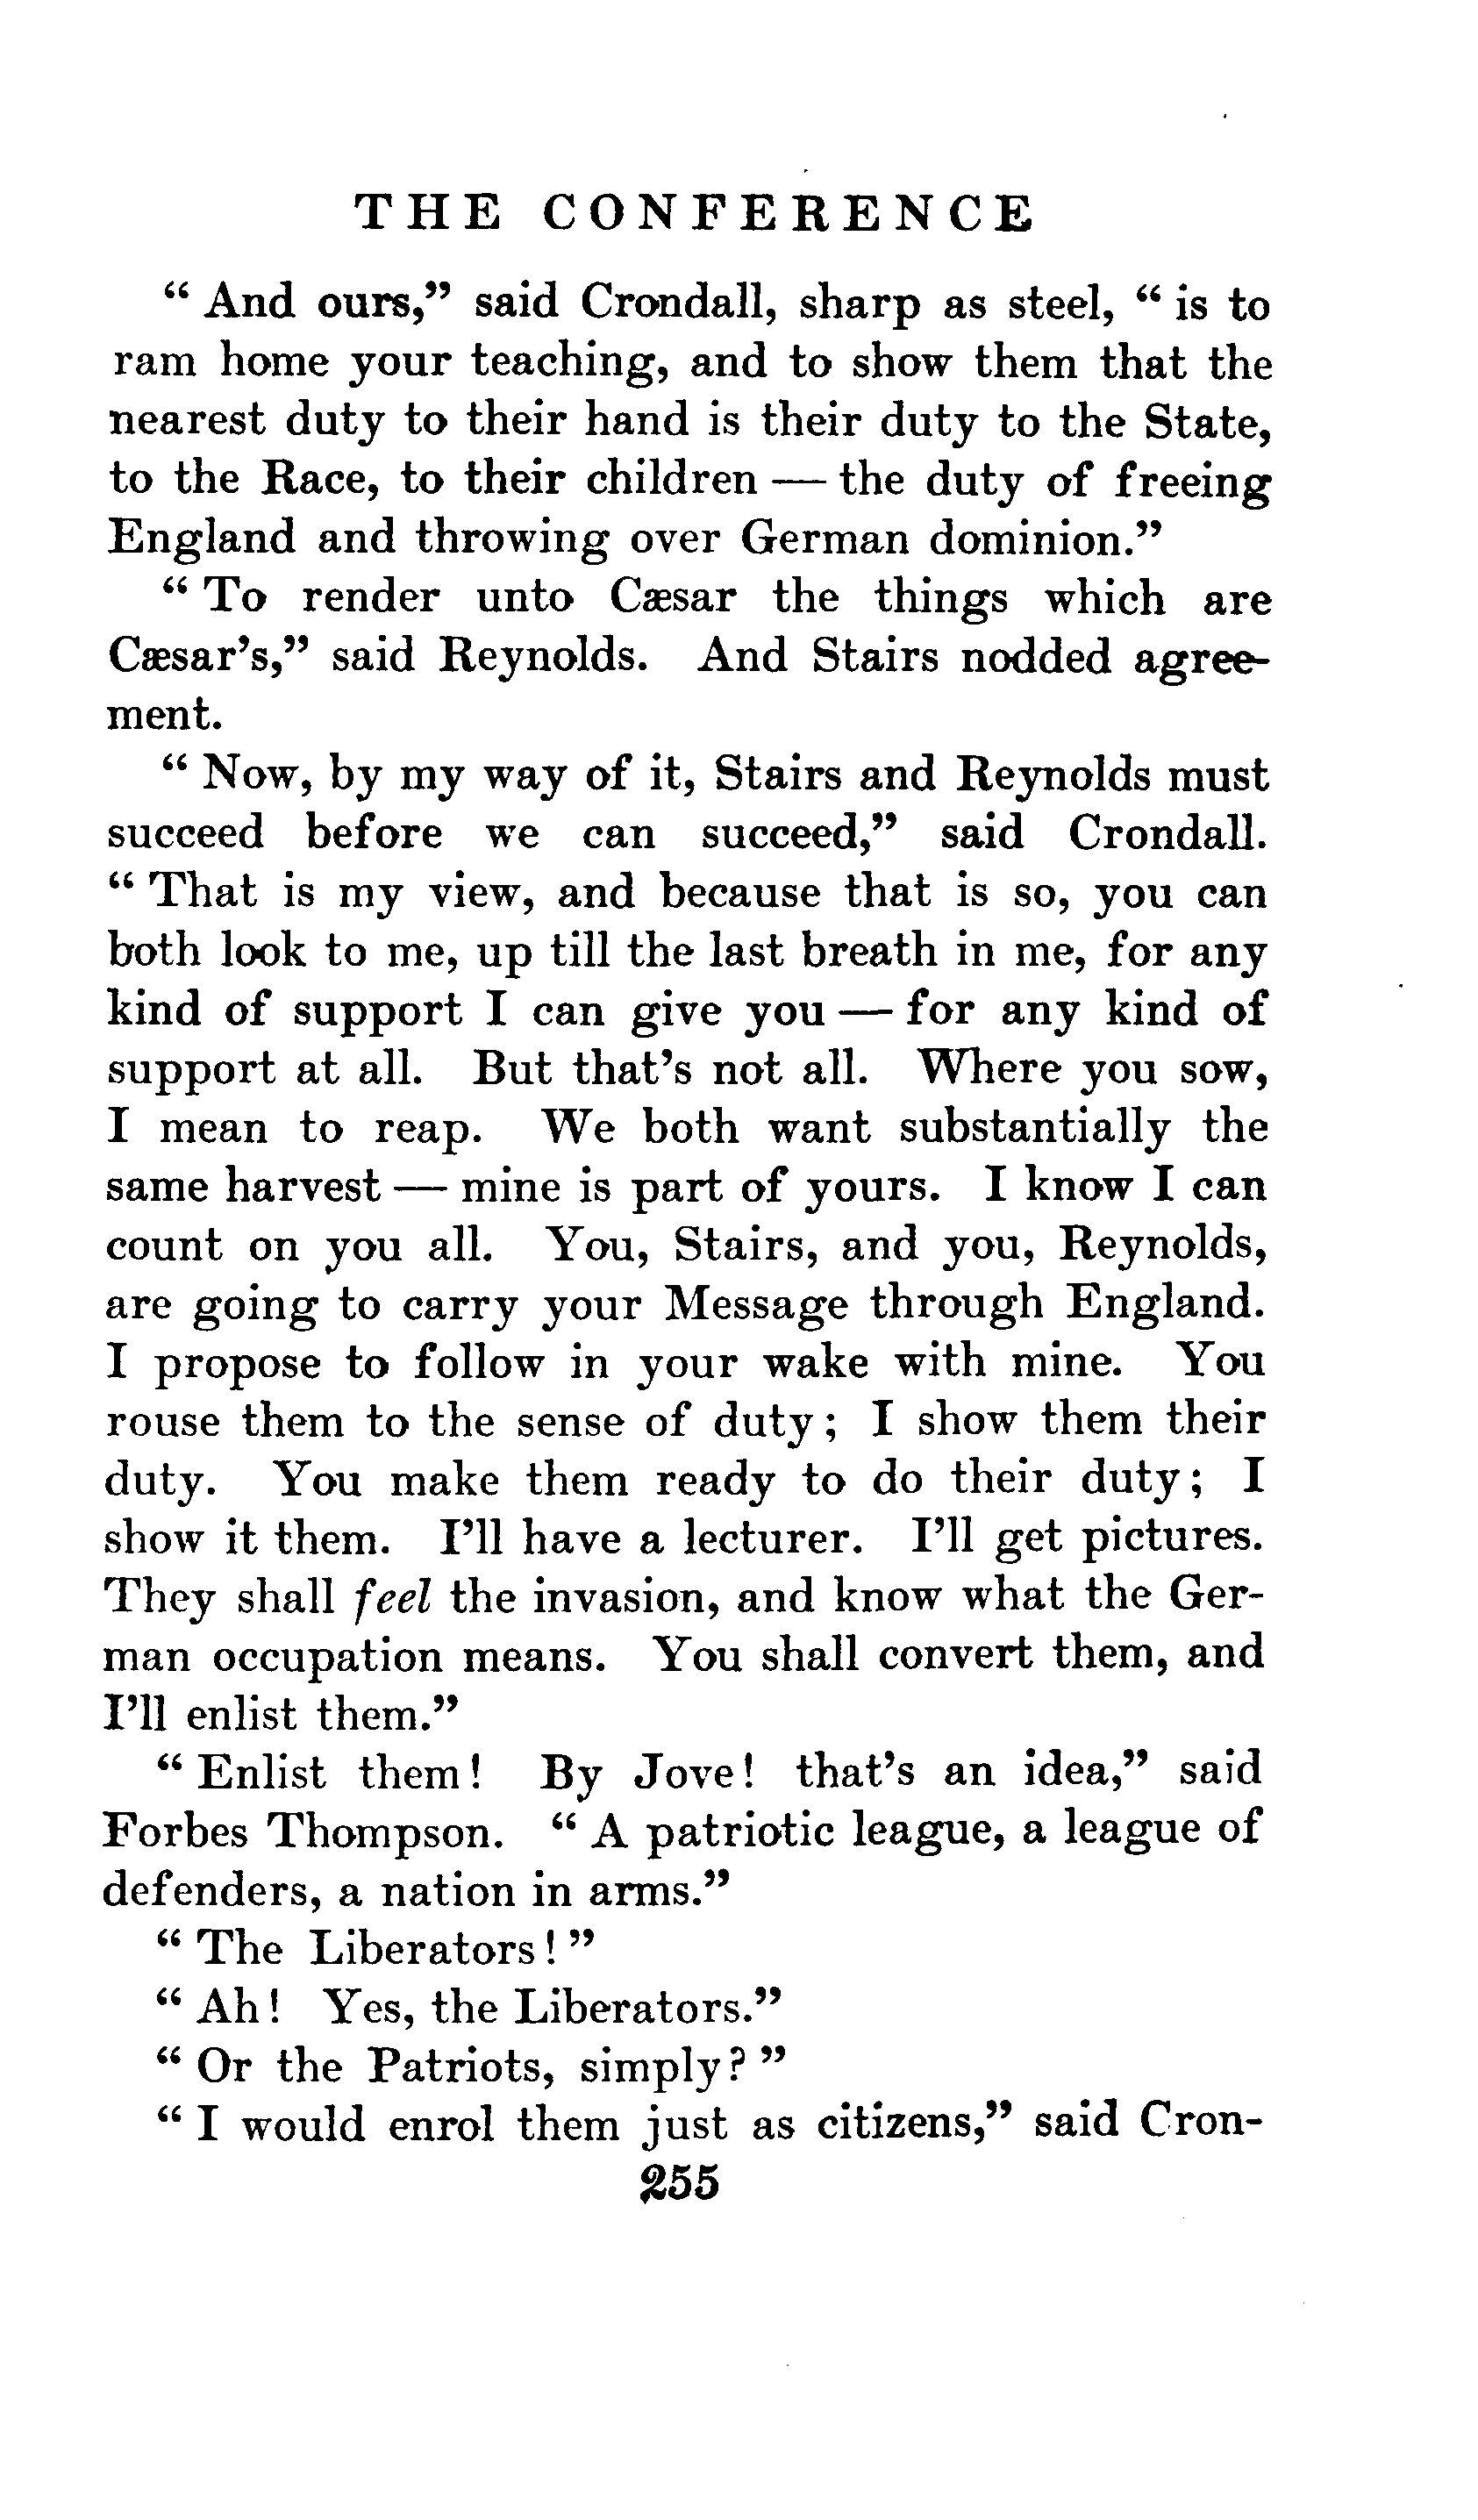 THE CONFERENCE
“ And ours,” said Crondall, sharp as steel, “ is to
ram home your teaching, and to show them that the
nearest duty to their hand is their duty to the State,
to the Race, to their children — the duty of freeing
England and throwing over German dominion.”
“ To render unto Cæsar the things which are
Cæsar’s,” said Reynolds. And Stairs nodded agree-
ment.
“ Now, by my way of it, Stairs and Reynolds must
succeed before we can succeed,” said Crondall.
“ That is my view, and because that is so, you can
both look to me, up till the last breath in me, for any
kind of support I can give you — for any kind of
support at all. But that’s not all. Where you sow,
I mean to reap. We both want substantially the
same harvest — mine is part of yours. I know I can
count on you all. You, Stairs, and you, Reynolds,
are going to carry your Message through England.
I propose to follow in your wake with mine. You
rouse them to the sense of duty ; I show them their
duty. You make them ready to do their duty ; I
show it them. I’ll have a lecturer. I’ll get pictures.
They shall feel the invasion, and know what the Ger-
man occupation means. You shall convert them, and
I’ll enlist them.”
“ Enlist them ! By Jove ! that’s an idea,” said
Forbes Thompson. “ A patriotic league, a league of
defenders, a nation in arms.”
“ The Liberators ! ”
“ Ah ! Yes, the Liberators.”
“ Or the Patriots, simply? ”
“ I would enrol them just as citizens,” said Cron-
255